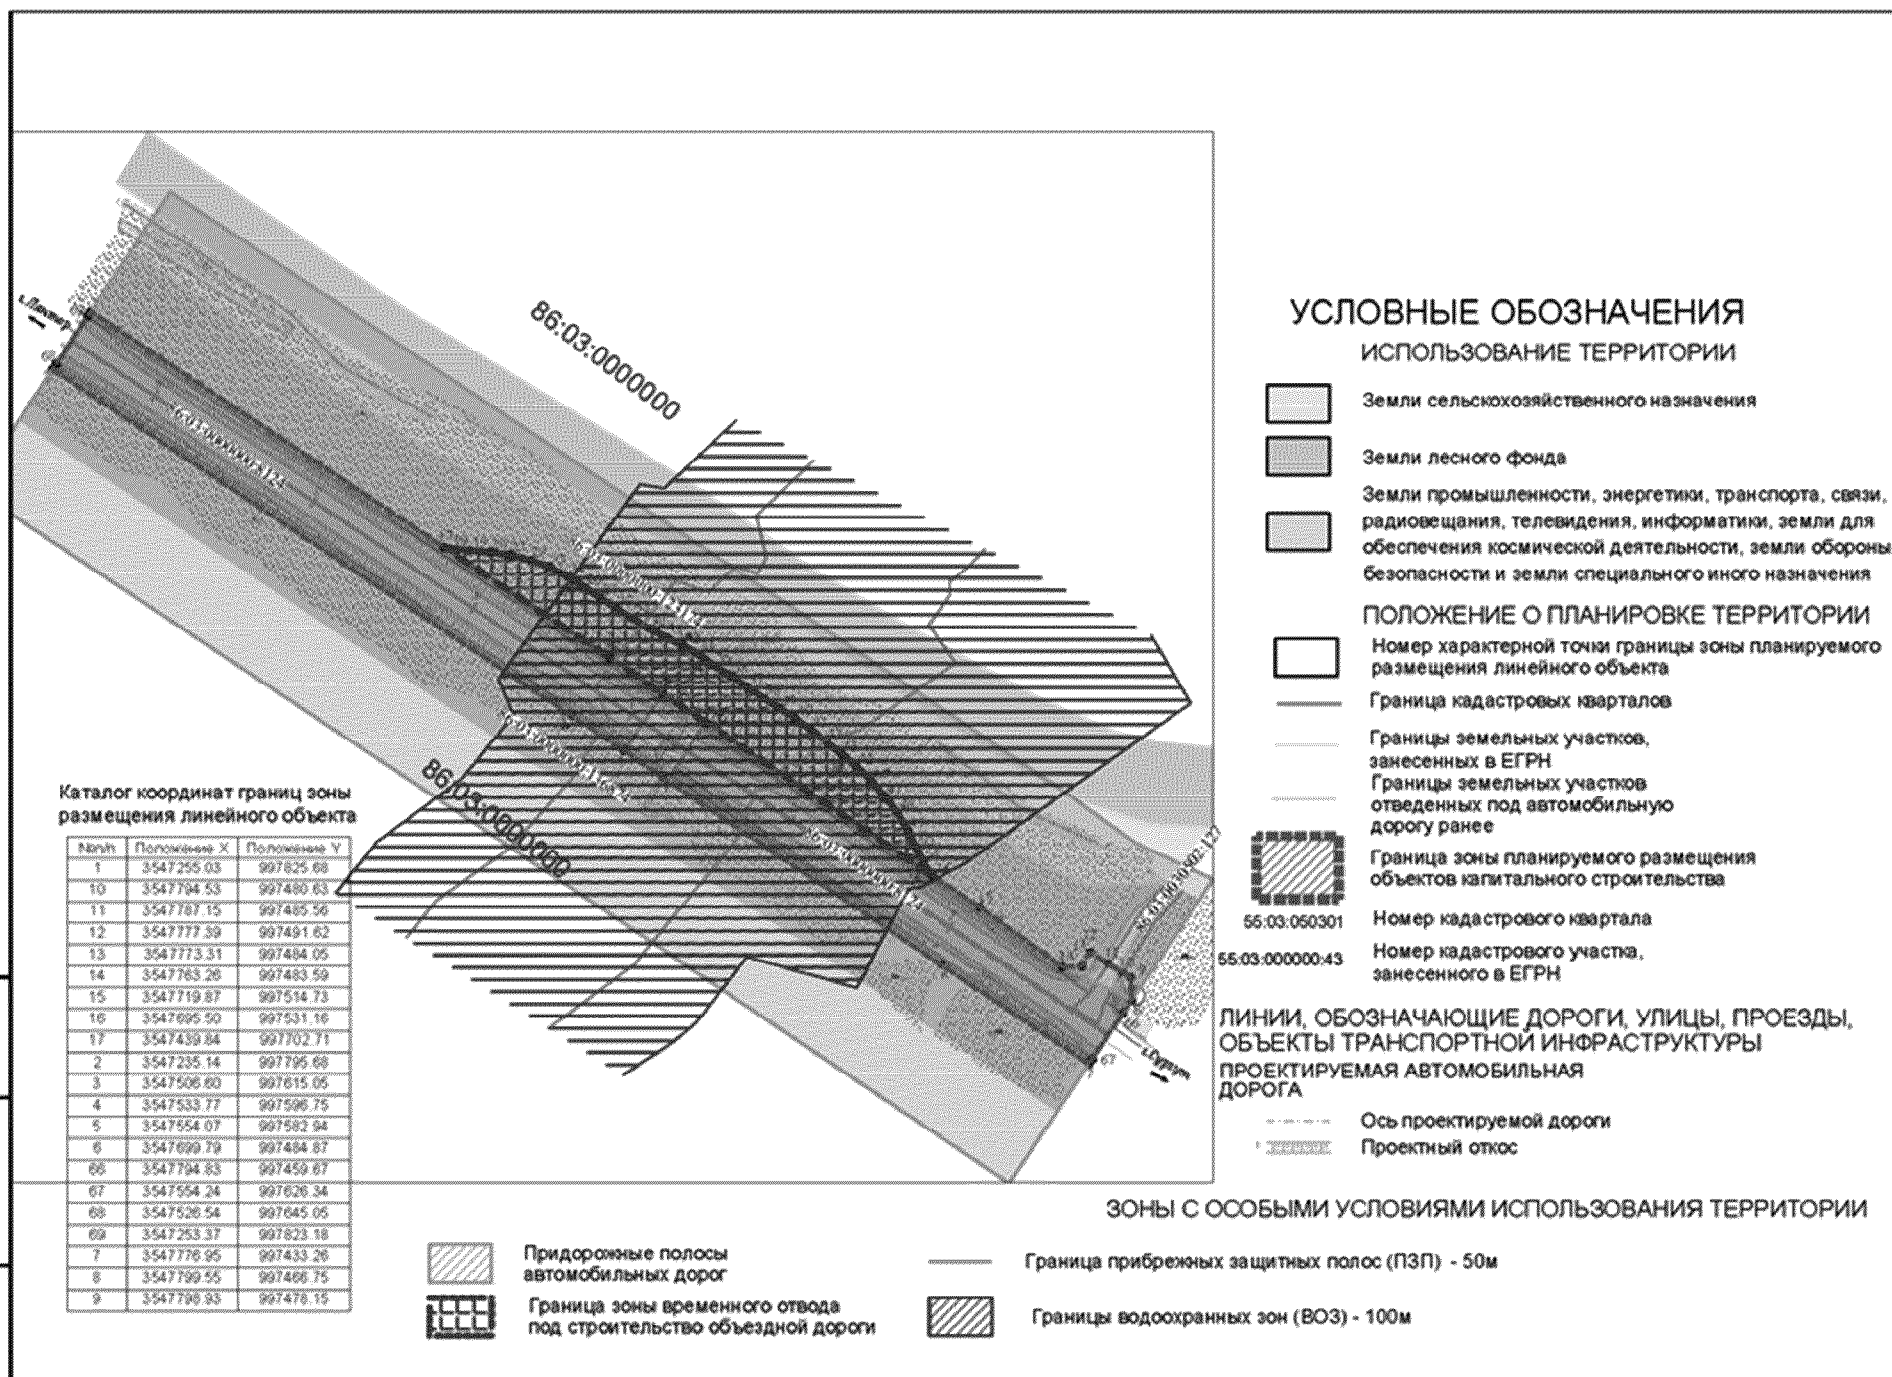 86:03:0000000
86:03:0000000
67
УСЛОВНЫЕ ОБОЗНАЧЕНИЯ
ИСПОЛЬЗОВАНИЕ ТЕРРИТОРИИ
Земли сельскохозяйственного назначения
Земли лесного фонда
Земли промышленности, энергетики, транспорта, связи,
радиовещания, телевидения, информатики, земли для
обеспечения космической деятельности, земли обороны
безопасности и земли специального иного назначения
ПОЛОЖЕНИЕ О ПЛАНИРОВКЕ ТЕРРИТОРИИ
Номер характерной точки границы зоны планируемого
размещения линейного объекта
Граница кадастровых кварталов
Границы земельных участков,
занесенных в ЕГРН
Границы земельных участков
отведенных под автомобильную
дорогу ранее
Граница зоны планируемого размещения
объектов капитального строительства
55:03:050301 Номер кадастрового квартала
55:03:000000:43 Номер кадастрового участка,
занесенного в ЕГРН
ЛИНИИ, ОБОЗНАЧАЮЩИЕ ДОРОГИ, УЛИЦЫ, ПРОЕЗДЫ,
ОБЪЕКТЫ ТРАНСПОРТНОЙ ИНФРАСТРУКТУРЫ
ПРОЕКТИРУЕМАЯ АВТОМОБИЛЬНАЯ
ДОРОГА
Ось проектируемой дороги
Проектный откос
Каталог координат границ зоны
размещения линейного объекта
№п/п Положение X Положение Y
1 3547255.03 997825.68
10 3547794.53 997480.63
11 3547787.15 997485.56
12 3547777.39 997491.62
13 3547773.31 997484.05
14 3547763.26 997483.59
15 3547719.87 997514.73
16 3547695.50 997531.16
17 3547439.84 997702.71
2 3547235.14 997795.68
3 3547506.60 997615.05
4 3547533.77 997596.75
5 3547554.07 997582.94
6 3547699.79 997484.87
66 3547794.83 997459.67
67 3547554.24 997626.34
68 3547526.54 997645.05
69 3547253.37 997823.18
7 3547776.95 997433.26
8 3547799.55 997466.75
9 3547798.93 997478.15
ЗОНЫ С ОСОБЫМИ УСЛОВИЯМИ ИСПОЛЬЗОВАНИЯ ТЕРРИТОРИИ
Придорожные полосы
автомобильных дорог
Граница зоны временного отвода
под строительство объездной дороги
Граница прибрежных защитных полос (ПЗП) - 50м
Границы водоохранных зон (ВОЗ) - 100м